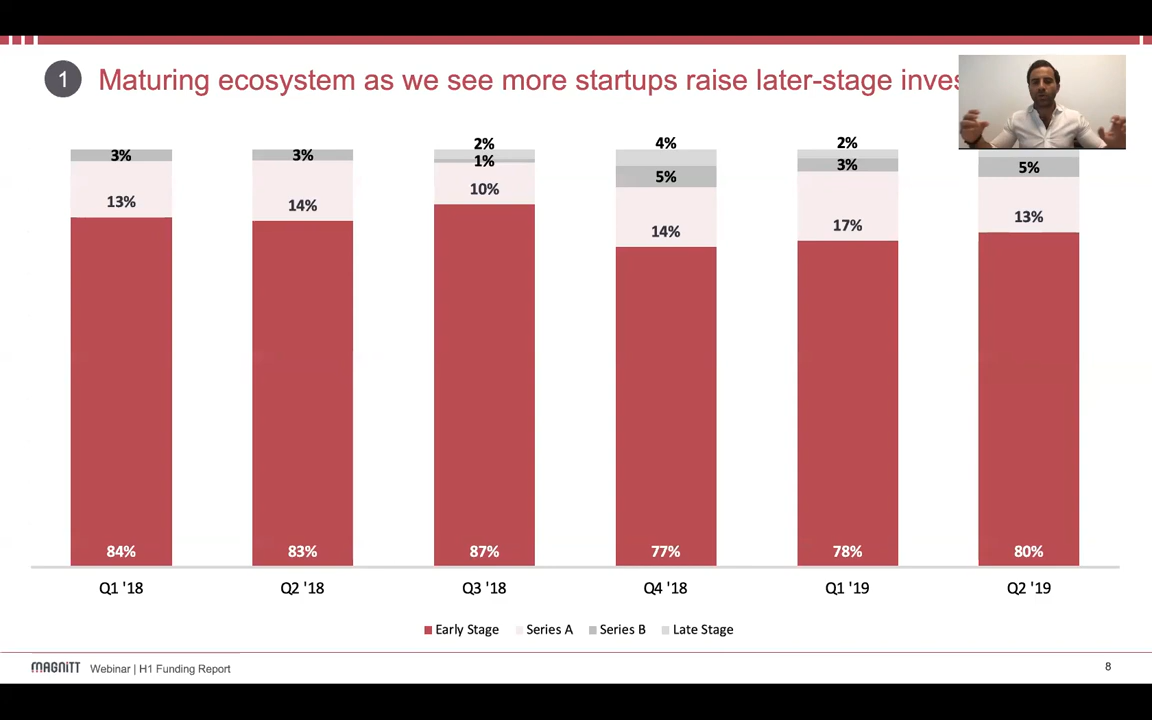 1 Maturing ecosystem as we see more startups raise later-stage inves
2% 4% 2%
3% 3% 1% 5% 3% 5%
13% 14% 10% 14% 17% 13%
84% 83% 87% 77% 78% 80%
Q1 '18 Q2 '18 Q3 '18 Q4 '18 Q1 '19 Q2 '19
Early Stage Series A Series B Late Stage
MAGNiTT Webinar | H1 Funding Report 8